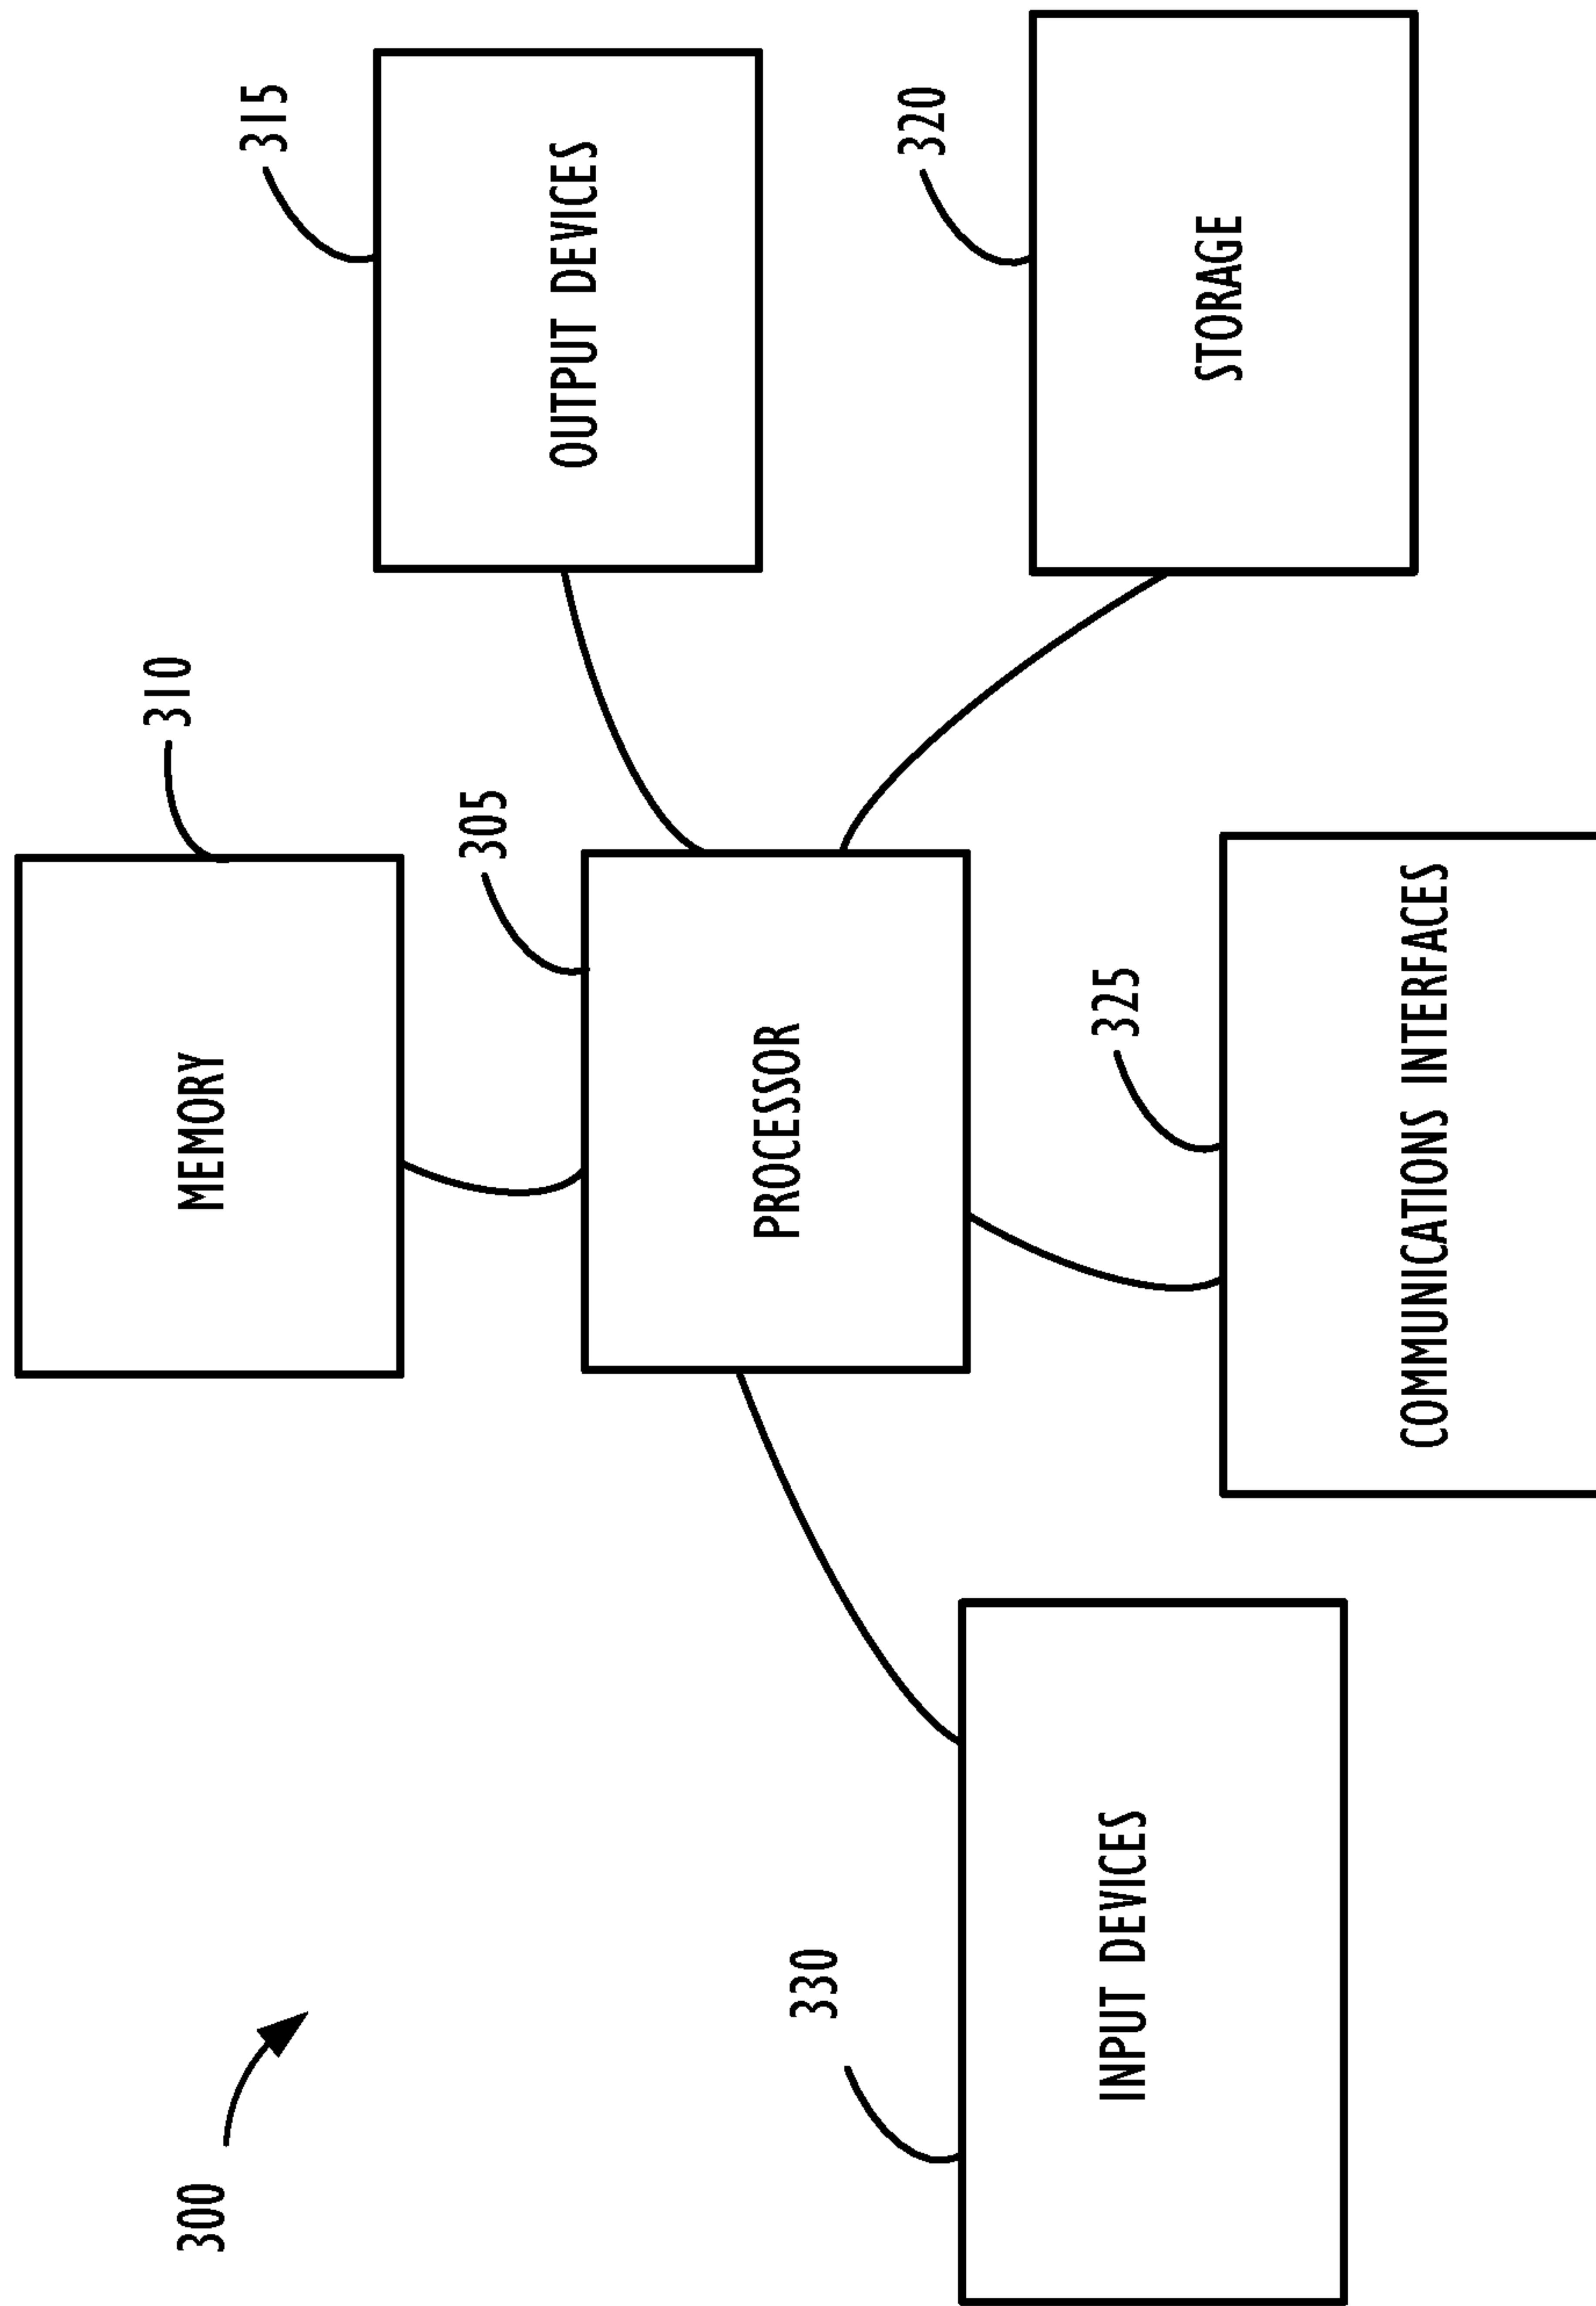 300
MEMORY
310
315
OUTPUT DEVICES
305
PROCESSOR
320
STORAGE
330
INPUT DEVICES
325
COMMUNICATIONS INTERFACES